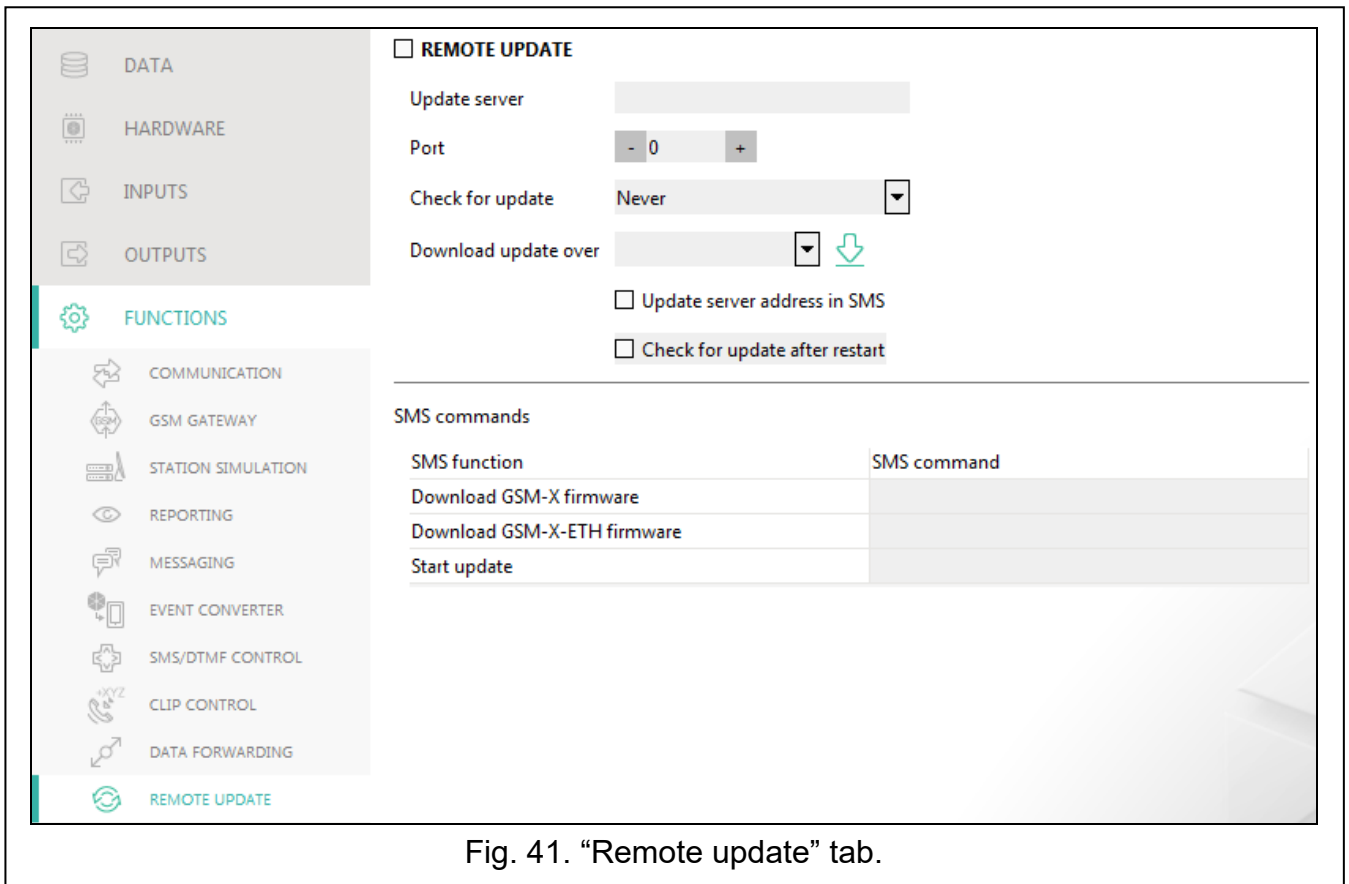 DATA
HARDWARE
INPUTS
OUTPUTS
FUNCTIONS
COMMUNICATION
GSM GATEWAY
STATION SIMULATION
REPORTING
MESSAGING
EVENT CONVERTER
SMS/DTMF CONTROL
+XYZ
CLIP CONTROL
DATA FORWARDING
REMOTE UPDATE
REMOTE UPDATE
Update server
Port - 0 +
Check for update Never
Download update over
Update server address in SMS
Check for update after restart
SMS commands
SMS function SMS command
Download GSM-X firmware
Download GSM-X-ETH firmware
Start update
Fig. 41. “Remote update” tab.